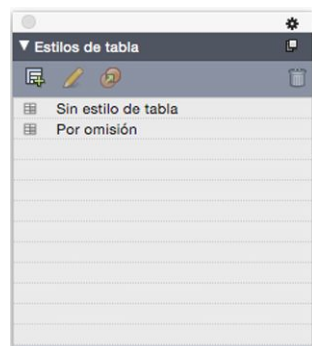 Estilos de tabla
Sin estilo de tabla
Por omisión